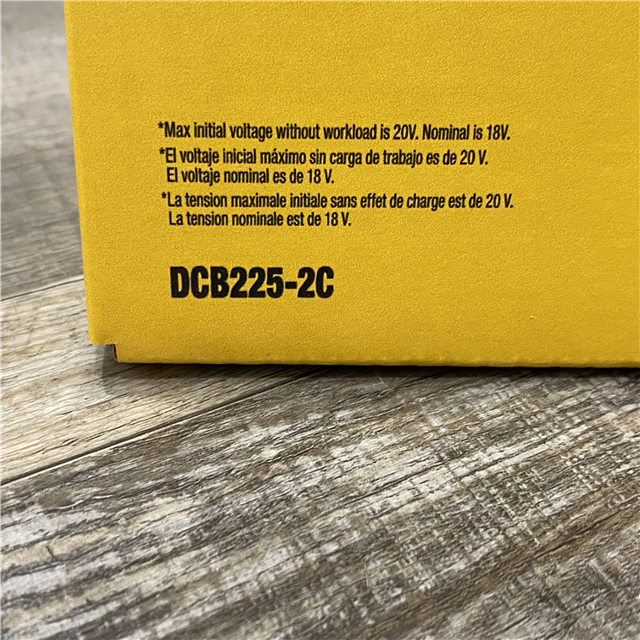 *Max initial voltage without workload is 20V. Nominal is 18V.
*El voltaje inicial máximo sin carga de trabajo es de 20 V.
El voltaje nominal es de 18 V.
*La tension maximale initiale sans effet de charge est de 20 V.
La tension nominale est de 18 V.
DCB225-2C